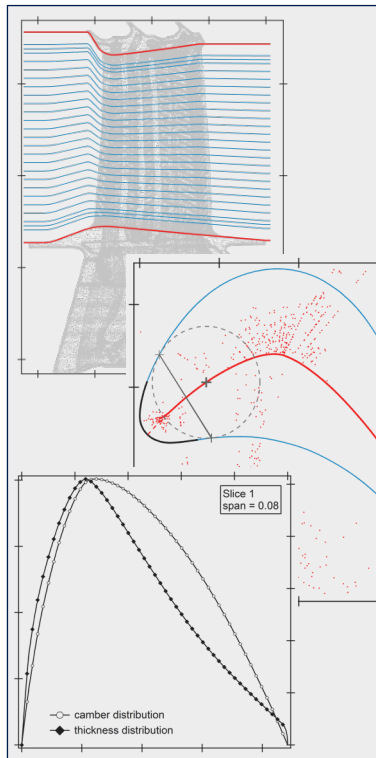 Slice 1
span = 0.08
camber distribution
thickness distribution